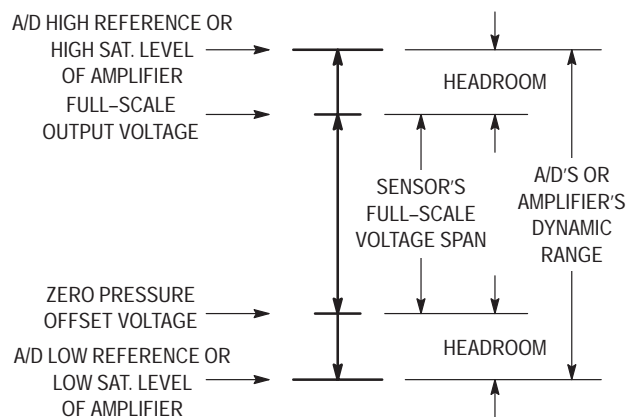 A/D HIGH REFERENCE OR
HIGH SAT. LEVEL
OF AMPLIFIER
HEADROOM
FULL–SCALE
OUTPUT VOLTAGE
SENSOR'S
FULL–SCALE
VOLTAGE SPAN
A/D'S OR
AMPLIFIER'S
DYNAMIC
RANGE
ZERO PRESSURE
OFFSET VOLTAGE
HEADROOM
A/D LOW REFERENCE OR
LOW SAT. LEVEL
OF AMPLIFIER